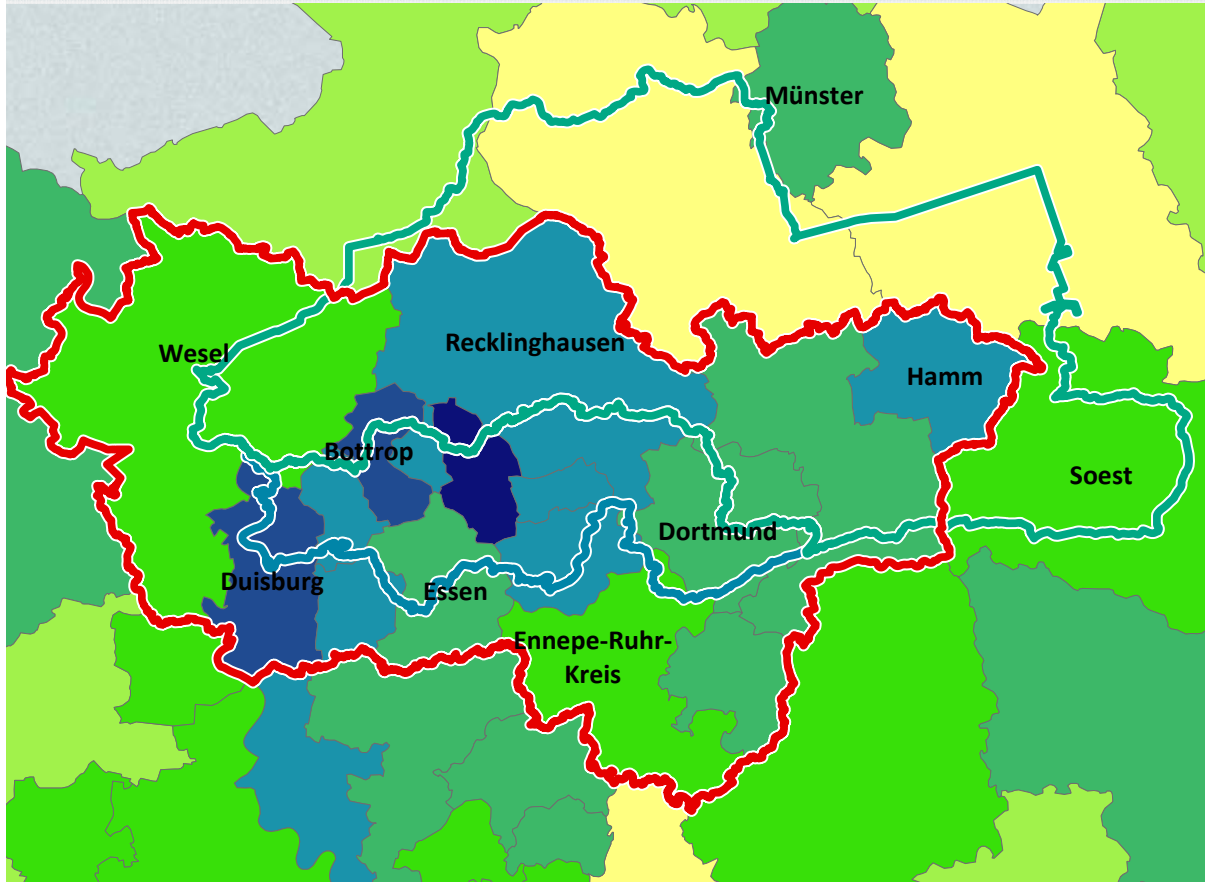 Münster
Recklinghausen
Wesel
Hamm
Bottrop
Soest
Dortmund
Duisburg
Essen
Ennepe-Ruhr-
Kreis